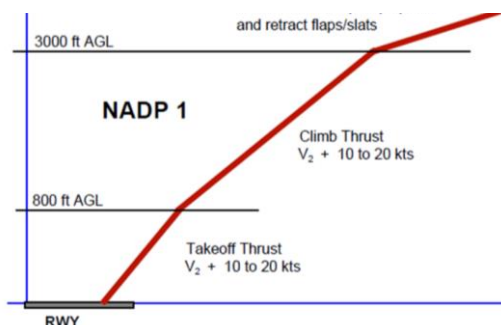 and retract flaps/slats
3000 ft AGL
NADP 1
Climb Thrust
V2 + 10 to 20 kts
800 ft AGL
Takeoff Thrust
V2 + 10 to 20 kts
RWY